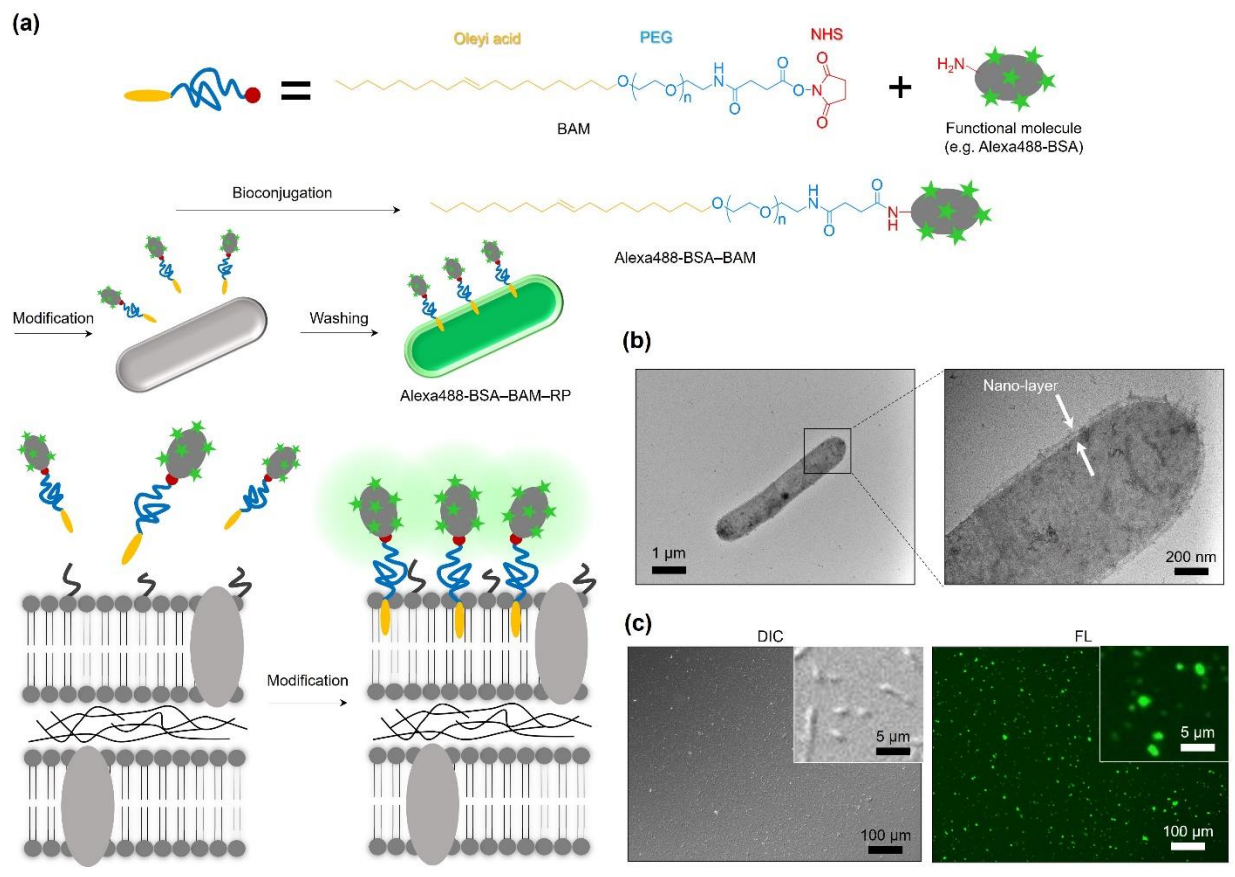 (a)
Oleyi acid
PEG
NHS
O
O
n
H
N
O
O
O
N
O
O
BAM
H₂N
Functional molecule
(e.g. Alexa488-BSA)
Bioconjugation
O
O
n
H
N
O
O
N
H
Alexa488-BSA–BAM
Modification
Washing
Alexa488-BSA–BAM–RP
Modification
(b)
1 µm
Nano-layer
200 nm
(c)
DIC
5 µm
100 µm
FL
5 µm
100 µm